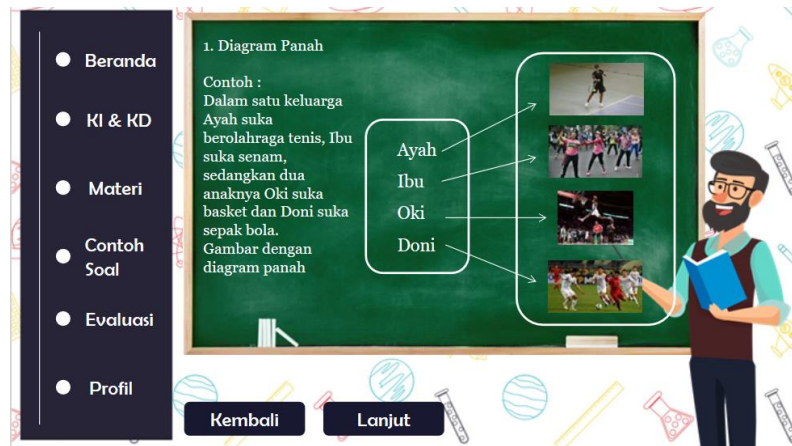 Beranda
KI & KD
Materi
Contoh
Soal
Evaluasi
Profil
1. Diagram Panah
Contoh :
Dalam satu keluarga
Ayah suka
berolahraga tenis, Ibu
suka senam,
sedangkan dua
anaknya Oki suka
basket dan Doni suka
sepak bola.
Gambar dengan
diagram panah
Ayah
Ibu
Oki
Doni
Kembali
Lanjut